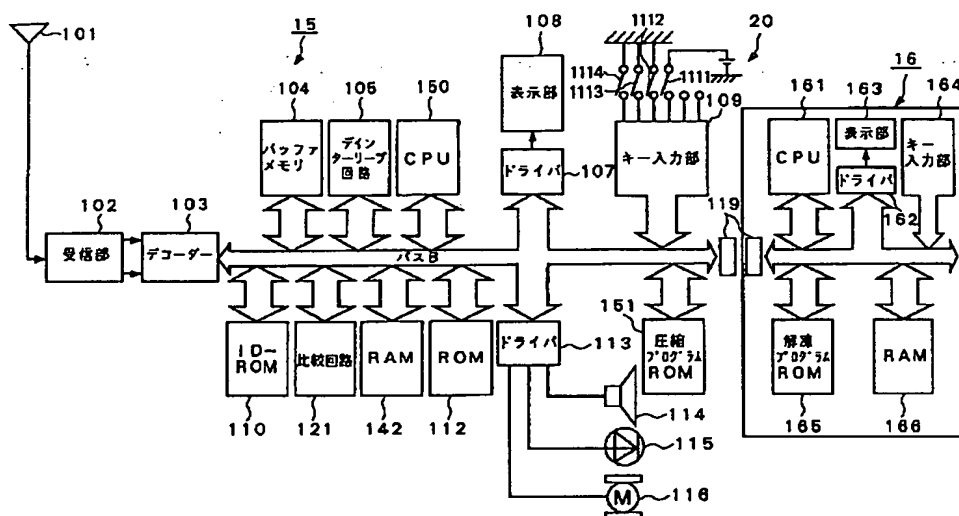 101
15
108
表示部
1112
20
1114
1113
1111
109
16
161
163
164
104
バッファ
メモリ
105
デイン
ターリーブ
回路
150
CPU
ドライバ
107
キー入力部
CPU
表示部
ドライバ
162
キー
入力部
102
受信部
103
デコーダー
バスB
119
ID-
ROM
110
比較回路
121
RAM
142
ROM
112
ドライバ
113
151
圧縮
プログラム
ROM
解凍
プログラム
ROM
165
RAM
166
114
115
M
116